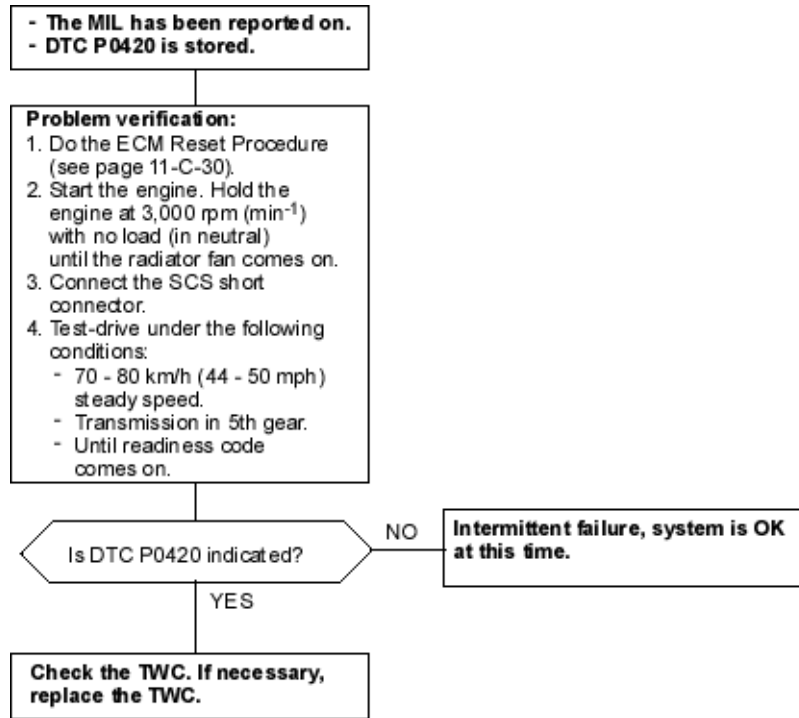 - The MIL has been reported on.
- DTC P0420 is stored.
Problem verification:
1. Do the ECM Reset Procedure
(see page 11-C-30).
2. Start the engine. Hold the
engine at 3,000 rpm (min⁻¹)
with no load (in neutral)
until the radiator fan comes on.
3. Connect the SCS short
connector.
4. Test-drive under the following
conditions:
- 70 - 80 km/h (44 - 50 mph)
steady speed.
- Transmission in 5th gear.
- Until readiness code
comes on.
Is DTC P0420 indicated?
NO
Intermittent failure, system is OK
at this time.
YES
Check the TWC. If necessary,
replace the TWC.